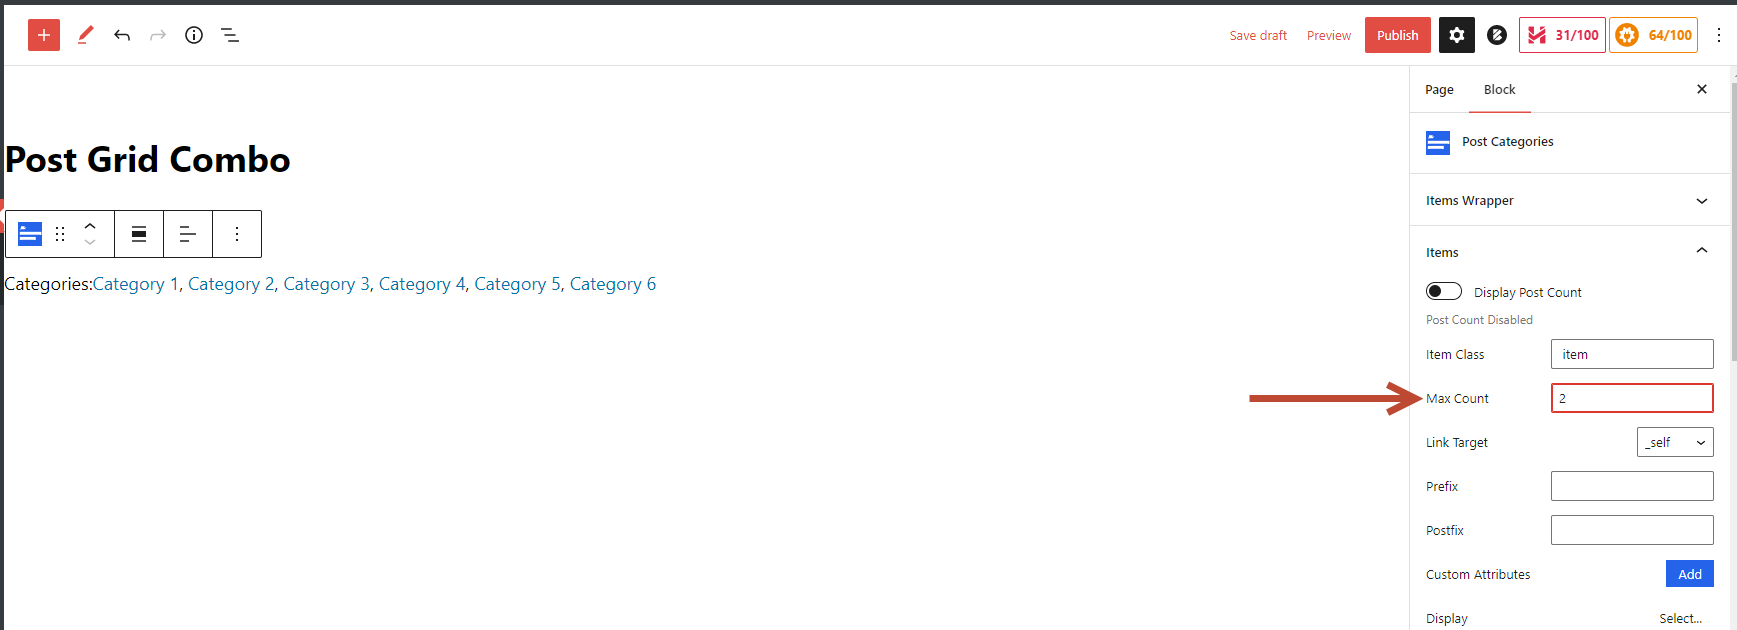 Save draft Preview Publish 31/100 64/100
Page Block
Post Categories
Post Grid Combo
Items Wrapper
Items
Categories:Category 1, Category 2, Category 3, Category 4, Category 5, Category 6
Display Post Count
Post Count Disabled
Item Class item
Max Count 2
Link Target _self
Prefix
Postfix
Custom Attributes Add
Display Select...